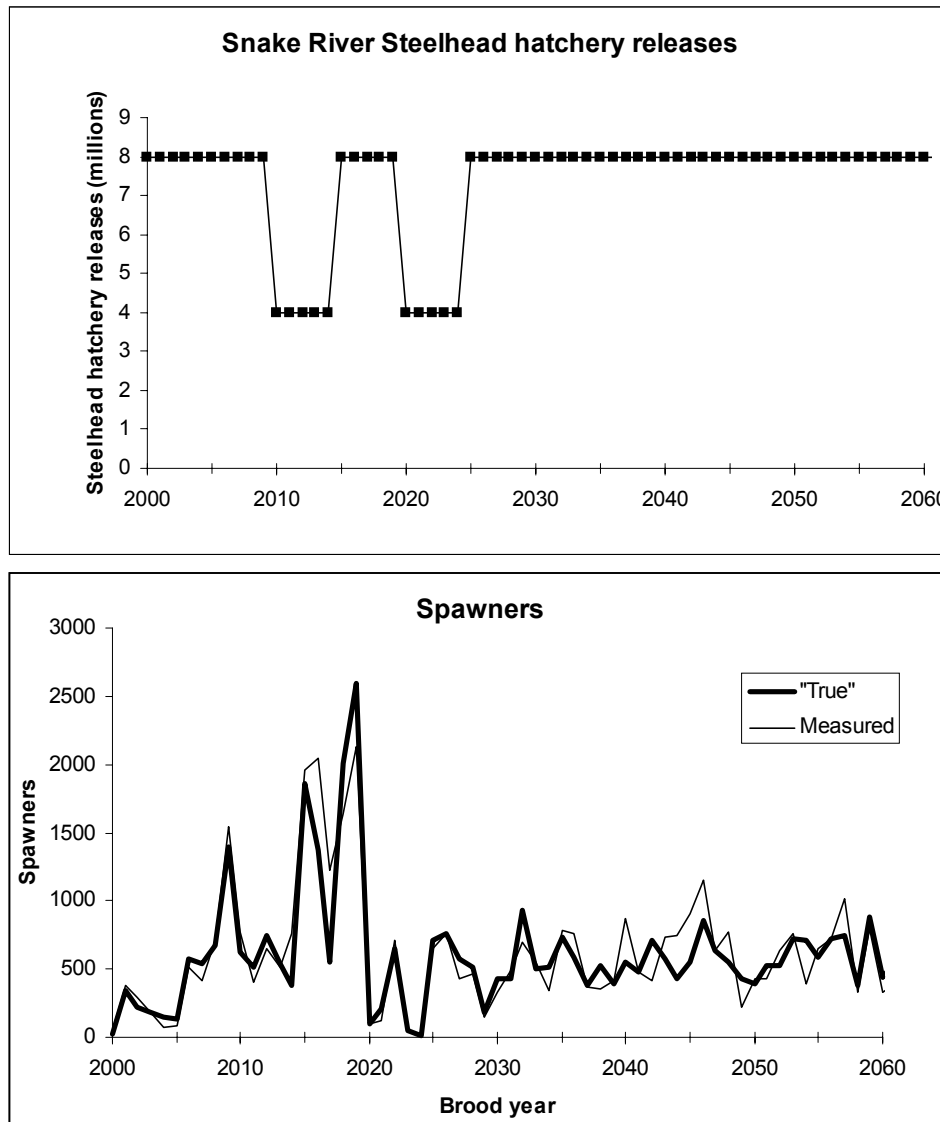 Snake River Steelhead hatchery releases
Steelhead hatchery releases (millions)
9
8
7
6
5
4
3
2
1
0
2000 2010 2020 2030 2040 2050 2060
Spawners
Spawners
3000
2500
2000
1500
1000
500
0
"True"
Measured
2000 2010 2020 2030 2040 2050 2060
Brood year